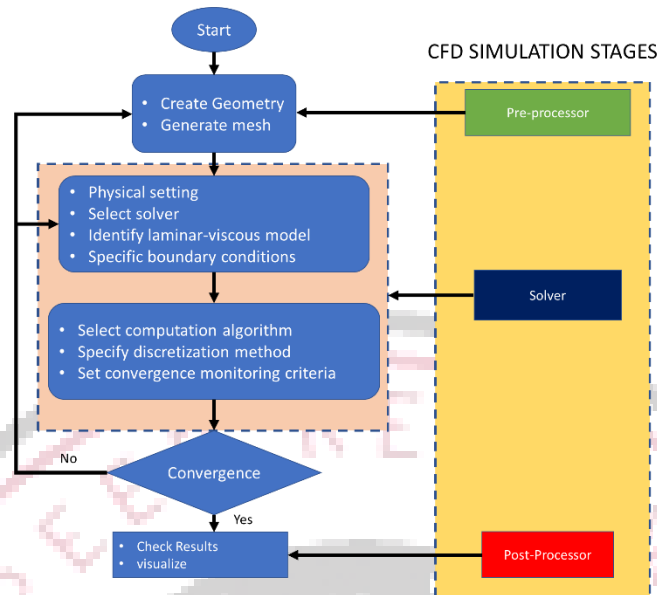 Start
CFD SIMULATION STAGES
• Create Geometry
• Generate mesh
Pre-processor
• Physical setting
• Select solver
• Identify laminar-viscous model
• Specific boundary conditions
Solver
• Select computation algorithm
• Specify discretization method
• Set convergence monitoring criteria
No
Convergence
Yes
• Check Results
• visualize
Post-Processor